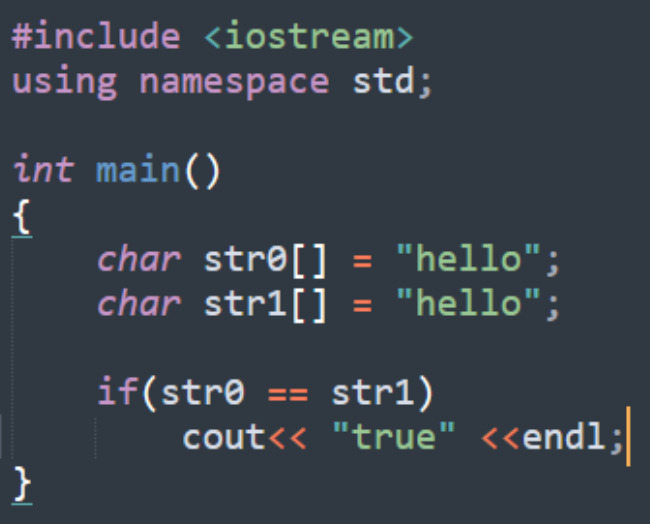 #include <iostream>
using namespace std;
int main()
{
char str0[] = "hello";
char str1[] = "hello";
if(str0 == str1)
cout<< "true" <<endl;
}